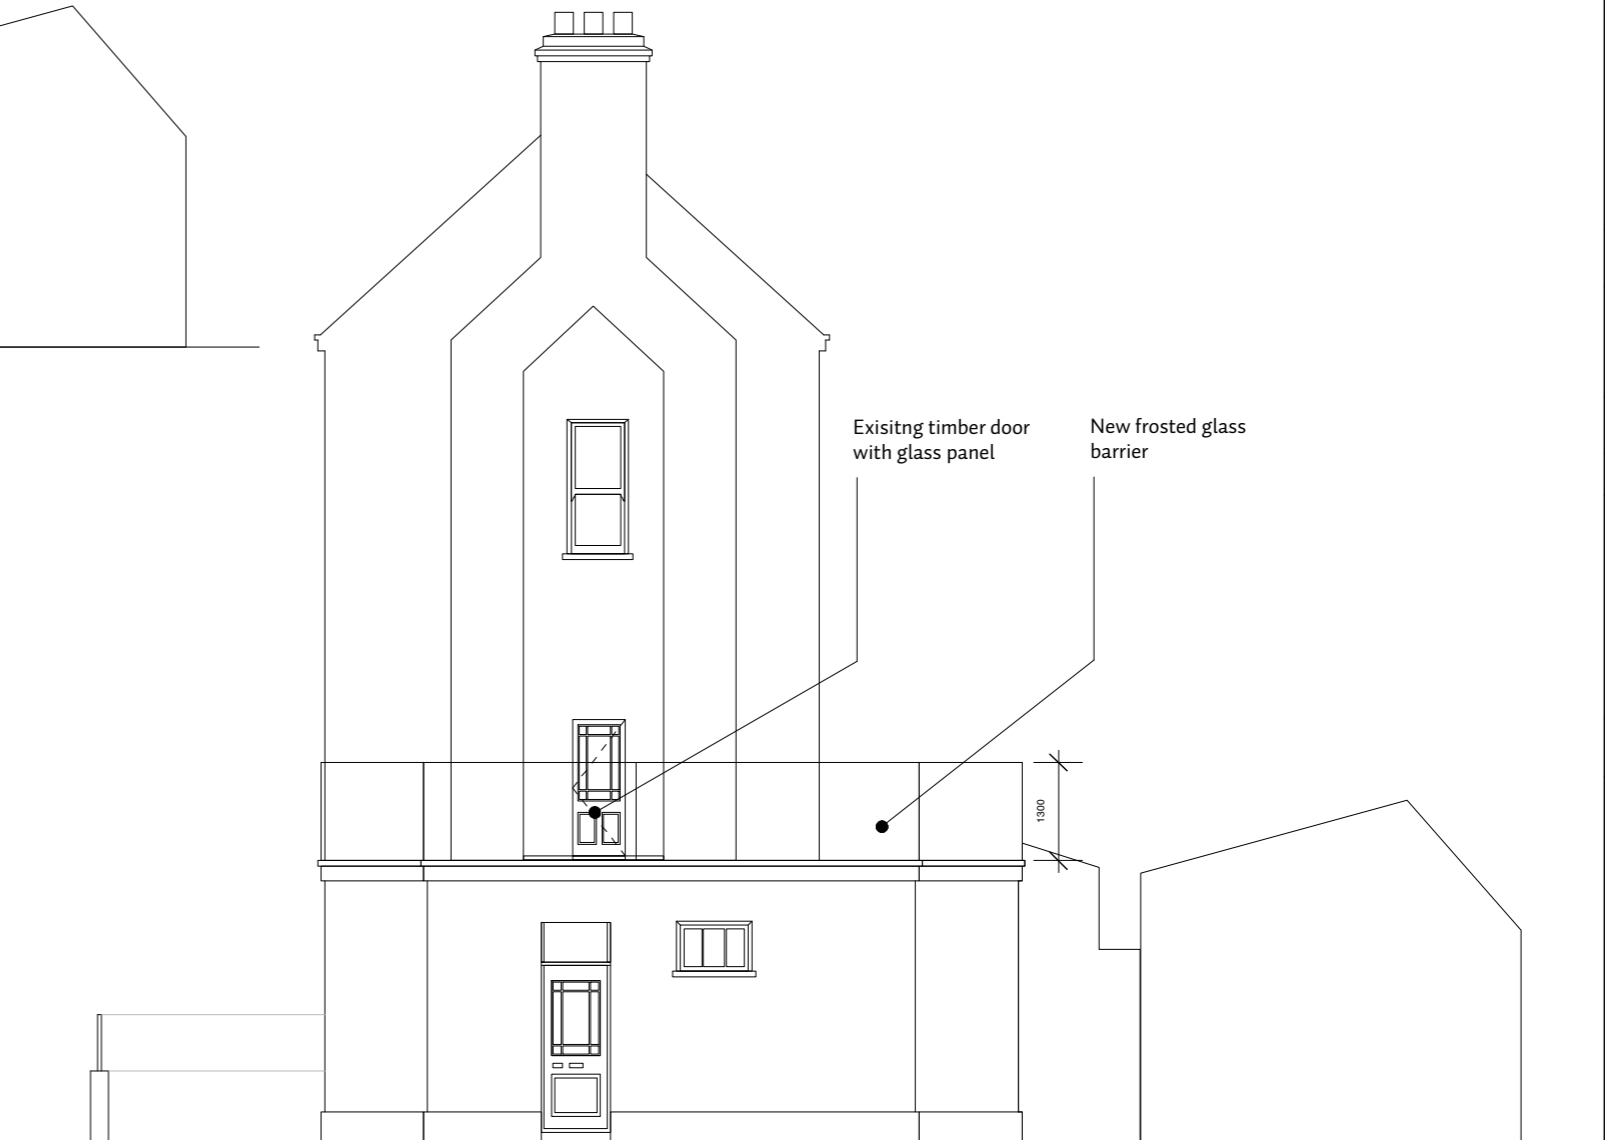 Exisitng timber door
with glass panel
New frosted glass
barrier
1300